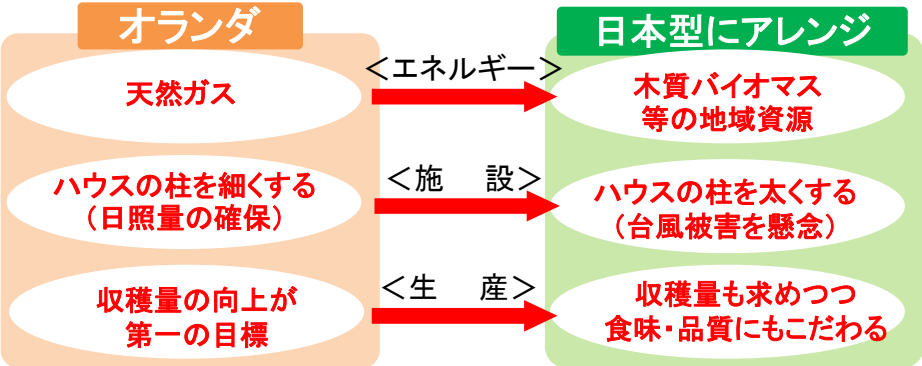 オランダ
日本型にアレンジ
天然ガス
＜エネルギー＞
木質バイオマス
等の地域資源
ハウスの柱を細くする
（日照量の確保）
＜施　設＞
ハウスの柱を太くする
（台風被害を懸念）
収穫量の向上が
第一の目標
＜生　産＞
収穫量も求めつつ
食味・品質にもこだわる